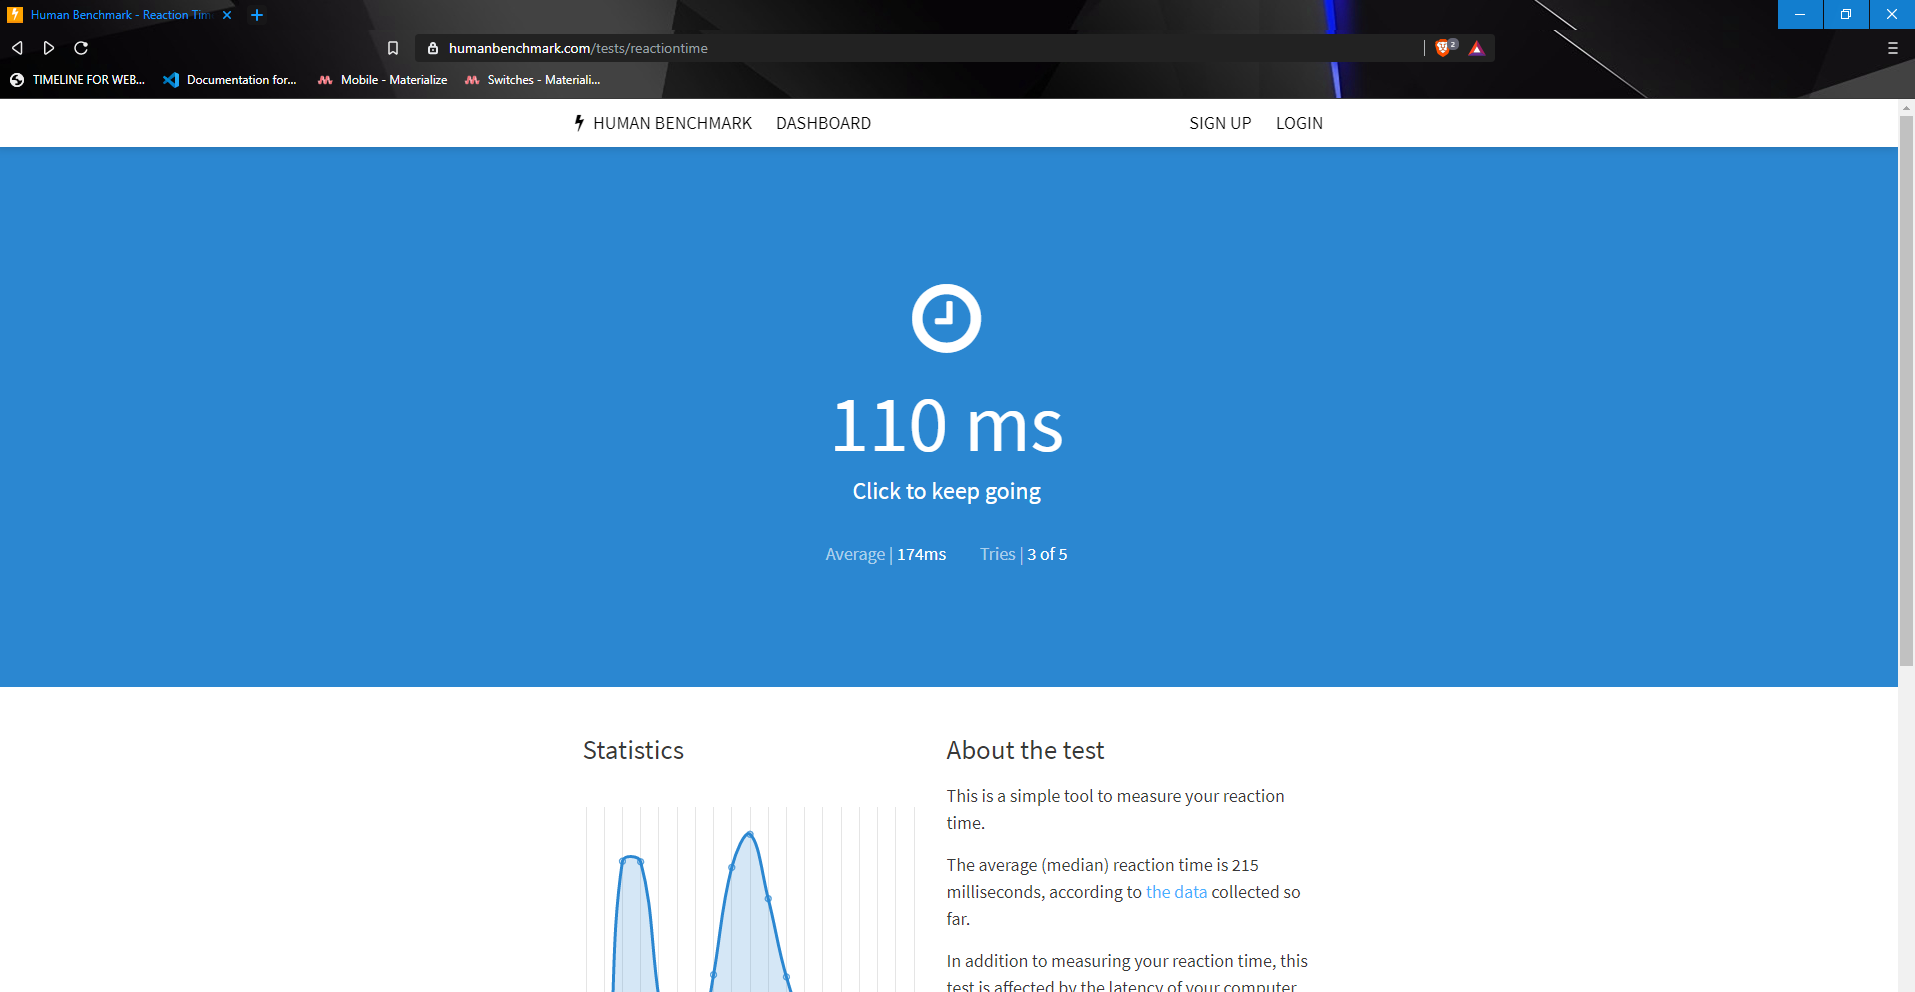 Human Benchmark - Reaction Tim
humanbenchmark.com/tests/reactiontime
2
TIMELINE FOR WEB... Documentation for... Mobile - Materialize Switches - Materiali...
HUMAN BENCHMARK DASHBOARD SIGN UP LOGIN
110 ms
Click to keep going
Average | 174ms Tries | 3 of 5
Statistics
About the test
This is a simple tool to measure your reaction
time.
The average (median) reaction time is 215
milliseconds, according to the data collected so
far.
In addition to measuring your reaction time, this
test is affected by the latency of your computer